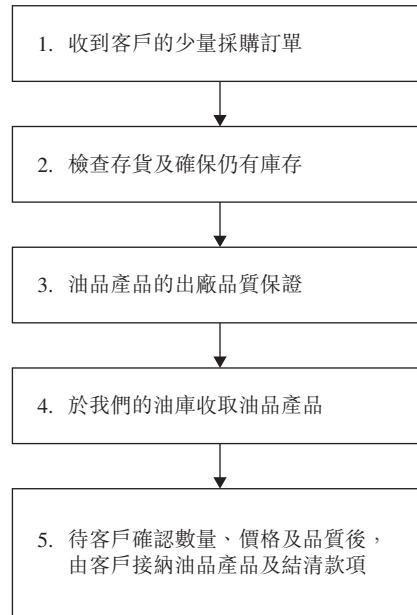 1. 收到客戶的少量採購訂單
2. 檢查存貨及確保仍有庫存
3. 油品產品的出廠品質保證
4. 於我們的油庫收取油品產品
5. 待客戶確認數量、價格及品質後，
由客戶接納油品產品及結清款項